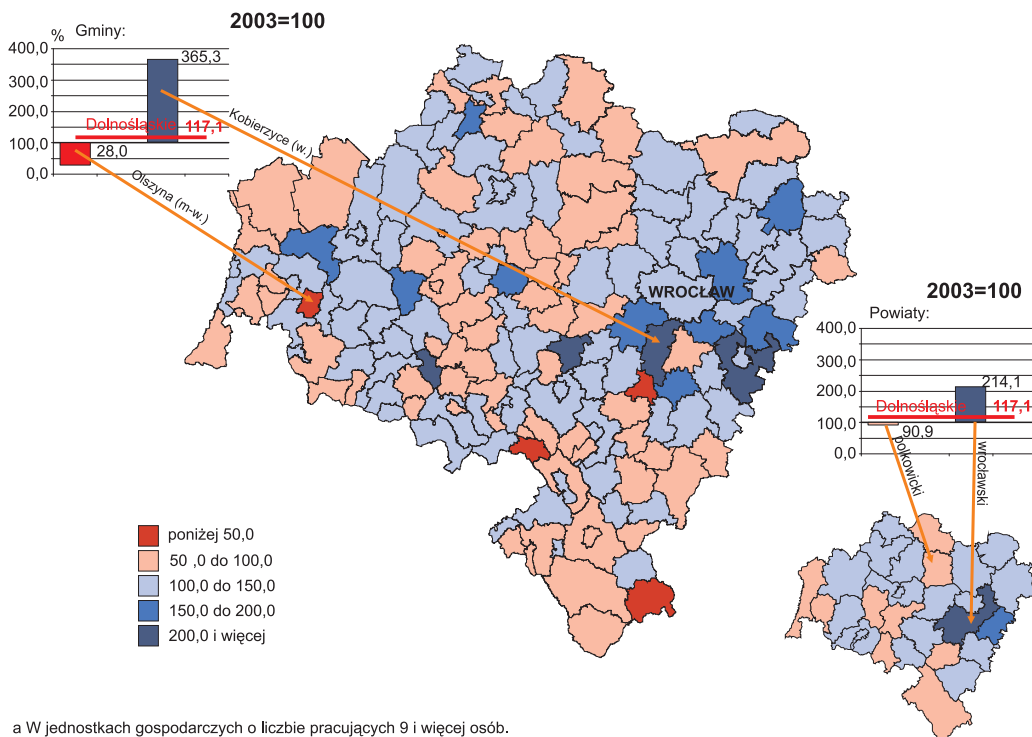 2003=100
% Gminy:
400,0
300,0
200,0
100,0
0,0
365,3
Dolnośląskie 117,1
28,0
Kobierzyce (w.)
Olszyna (m-w.)
WROCŁAW
2003=100
Powiaty:
400,0
300,0
200,0
100,0
0,0
214,1
Dolnośląskie 117,1
90,9
polkowicki
wrocławski
poniżej 50,0
50 ,0 do 100,0
100,0 do 150,0
150,0 do 200,0
200,0 i więcej
a W jednostkach gospodarczych o liczbie pracujących 9 i więcej osób.